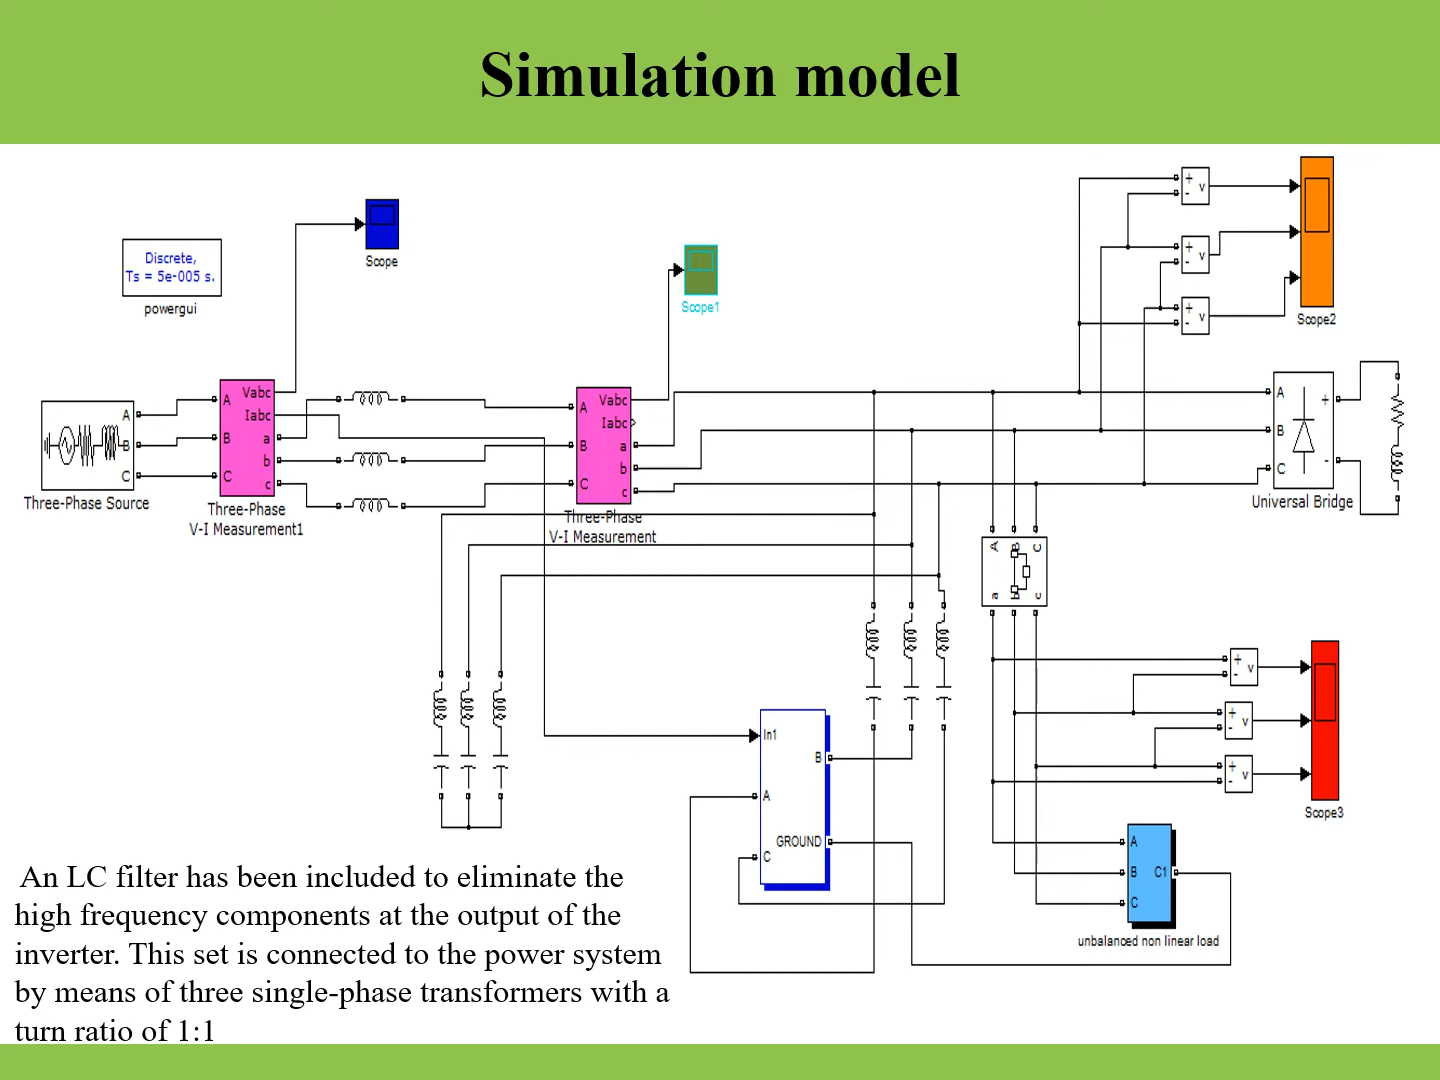 Simulation model
Discrete,
Ts = 5e-005 s.
powergui
Scope
Scope1
Scope2
A
B
C
Three-Phase Source
Vabc
Iabc
A
B
C
a
b
c
Three-Phase
V-I Measurement1
Vabc
Iabc
A
B
C
a
b
c
Three-Phase
V-I Measurement
+
-
v
+
-
v
+
-
v
A
B
C
+
-
Universal Bridge
A
B
C
a
b
c
In1
A
C
B
GROUND
+
-
v
+
-
v
+
-
v
Scope3
A
B
C
C1
unbalanced non linear load
An LC filter has been included to eliminate the
high frequency components at the output of the
inverter. This set is connected to the power system
by means of three single-phase transformers with a
turn ratio of 1:1